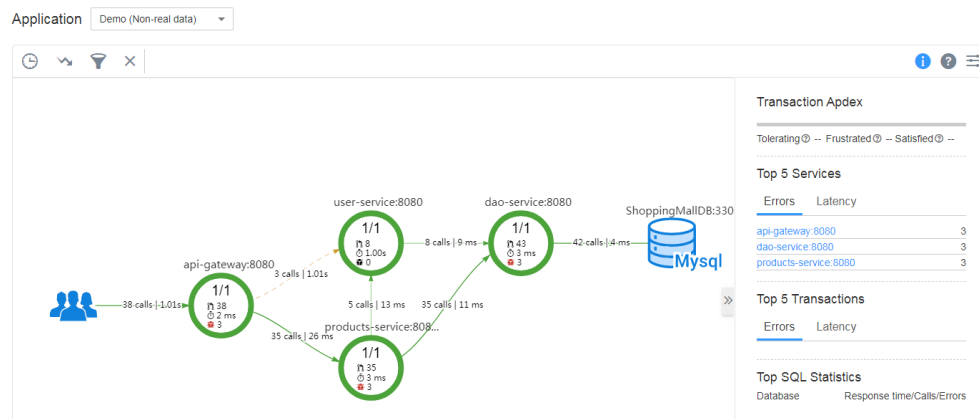 Application Demo (Non-real data)
Transaction Apdex
Tolerating -- Frustrated -- Satisfied --
Top 5 Services
Errors Latency
api-gateway:8080 3
dao-service:8080 3
products-service:8080 3
Top 5 Transactions
Errors Latency
Top SQL Statistics
Database Response time/Calls/Errors
user-service:8080
1/1
8
1.00s
0
dao-service:8080
1/1
43
3 ms
3
ShoppingMallDB:330
Mysql
api-gateway:8080
1/1
38
2 ms
3
products-service:808...
1/1
35
3 ms
3
38 calls | 1.01s
3 calls | 1.01s
35 calls | 26 ms
5 calls | 13 ms
8 calls | 9 ms
35 calls | 11 ms
42 calls | 4 ms